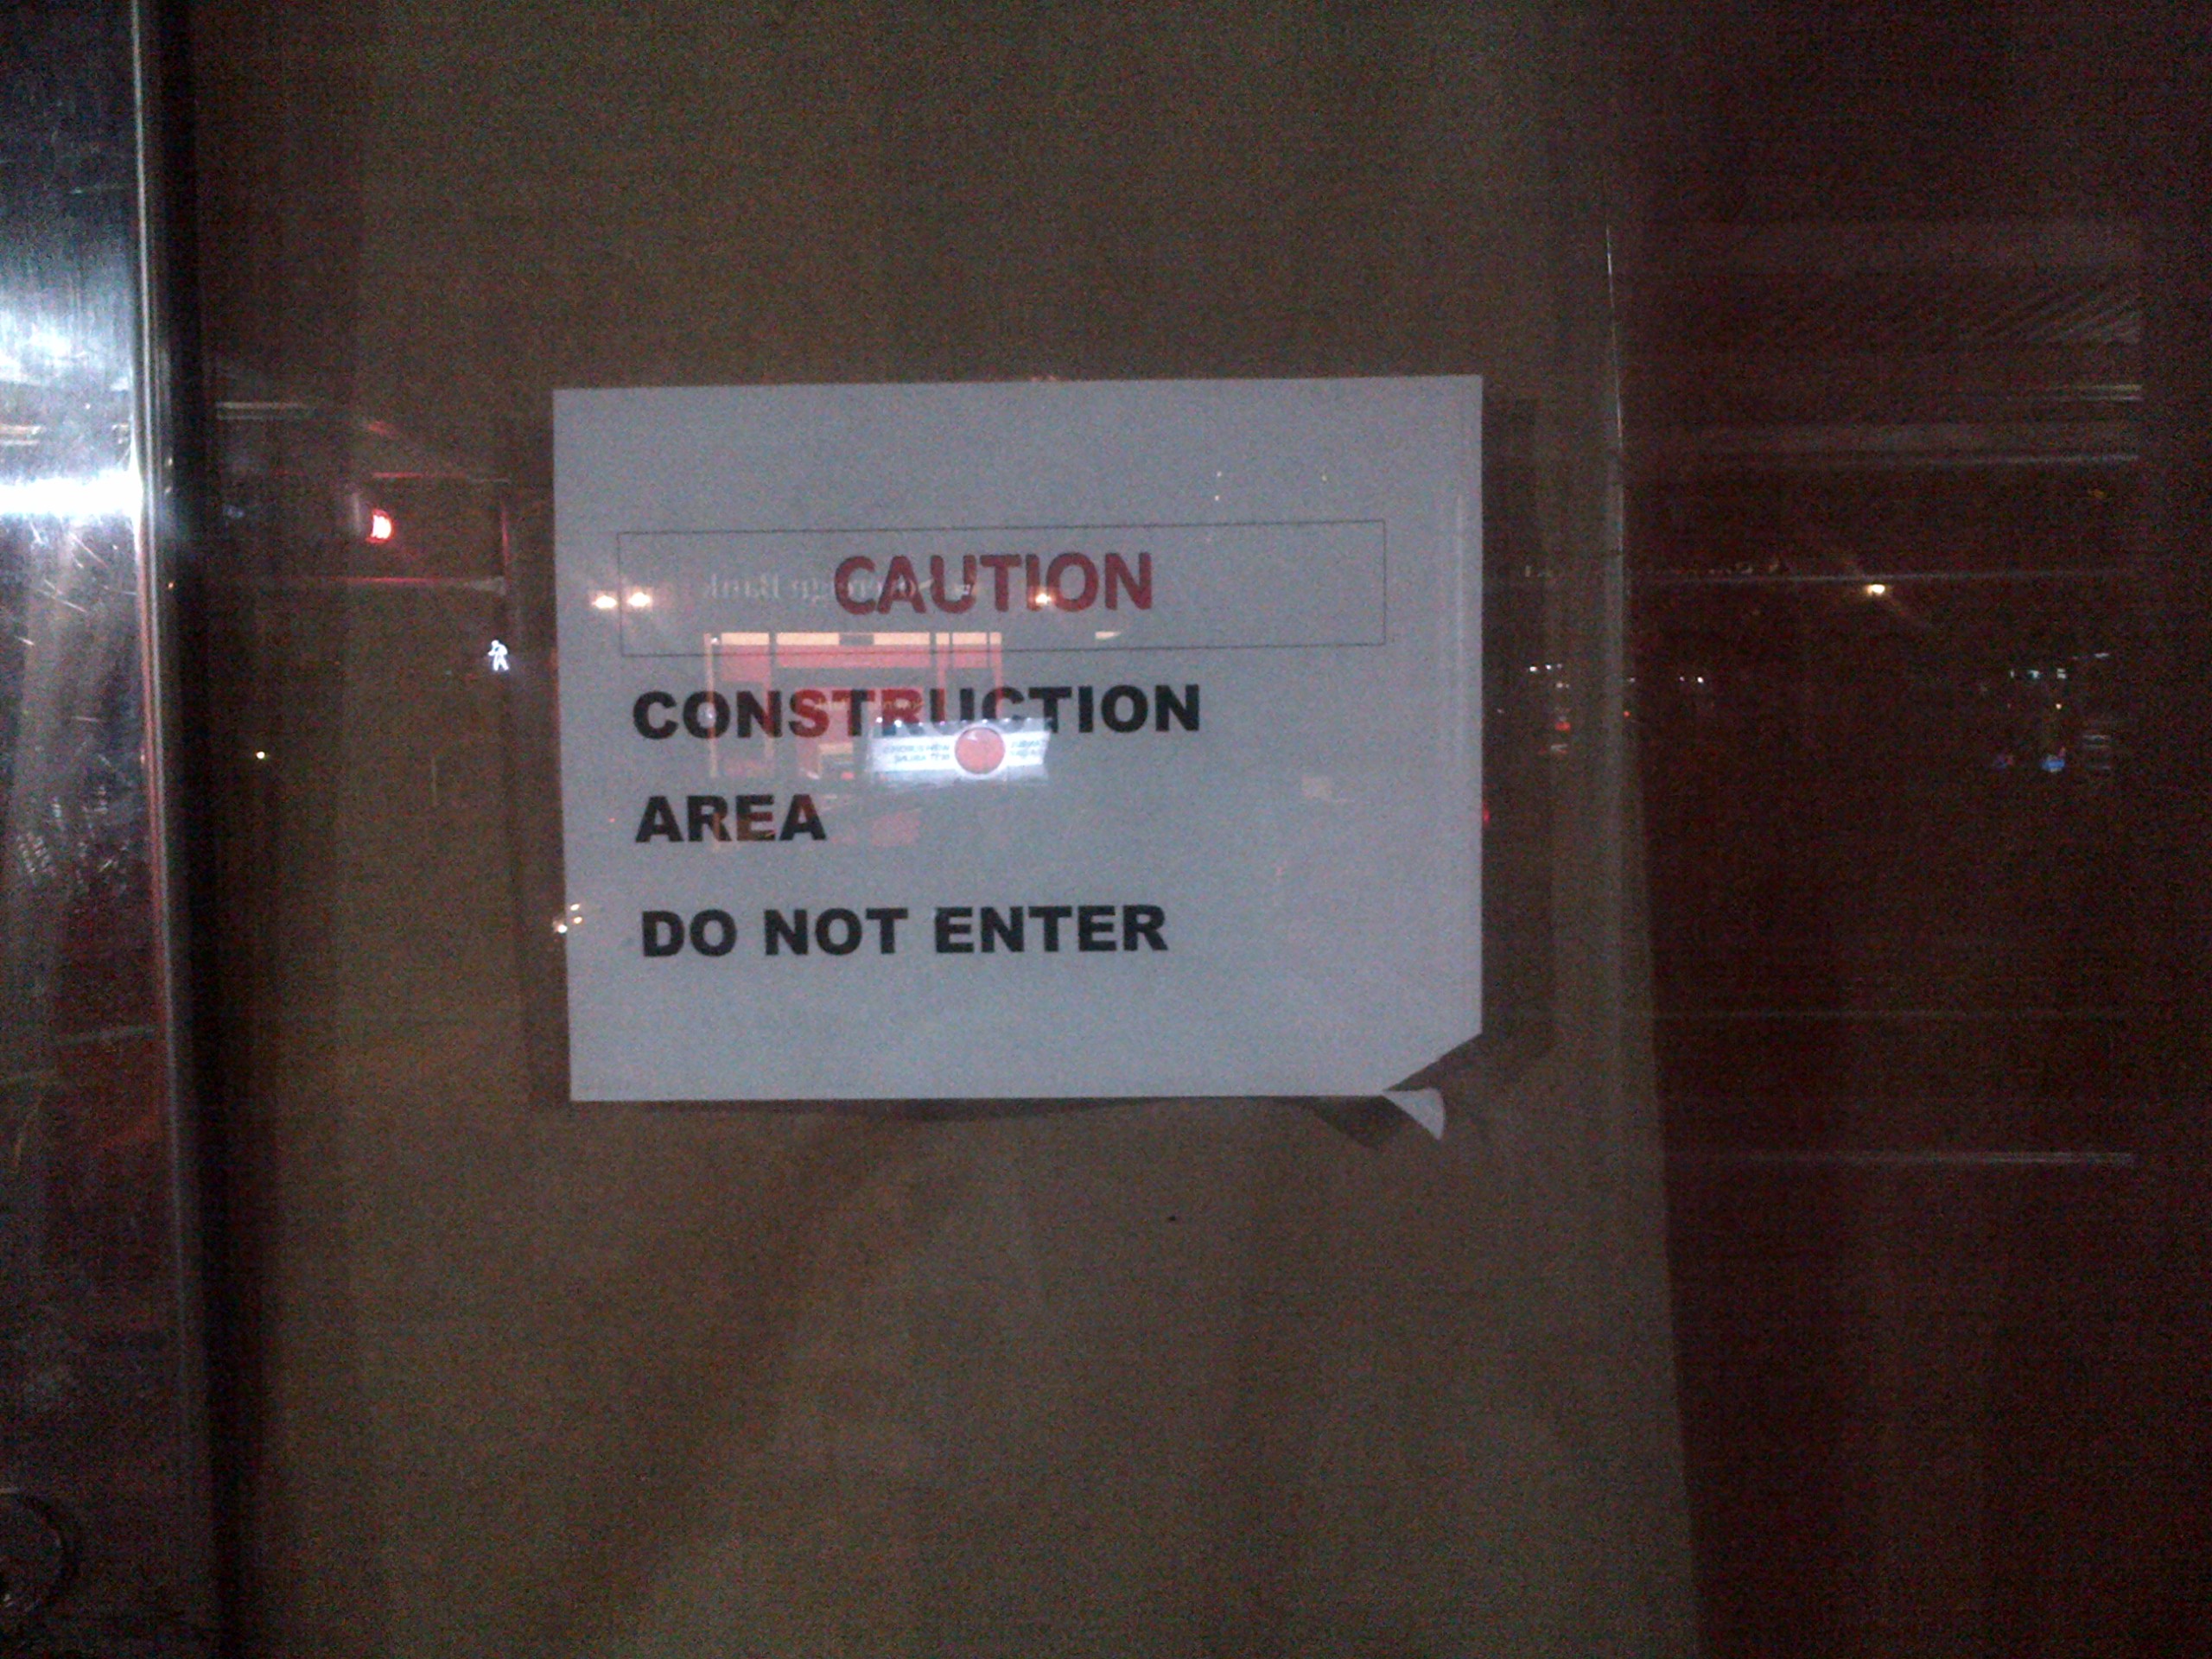 CAUTION
CONSTRUCTION
AREA
DO NOT ENTER